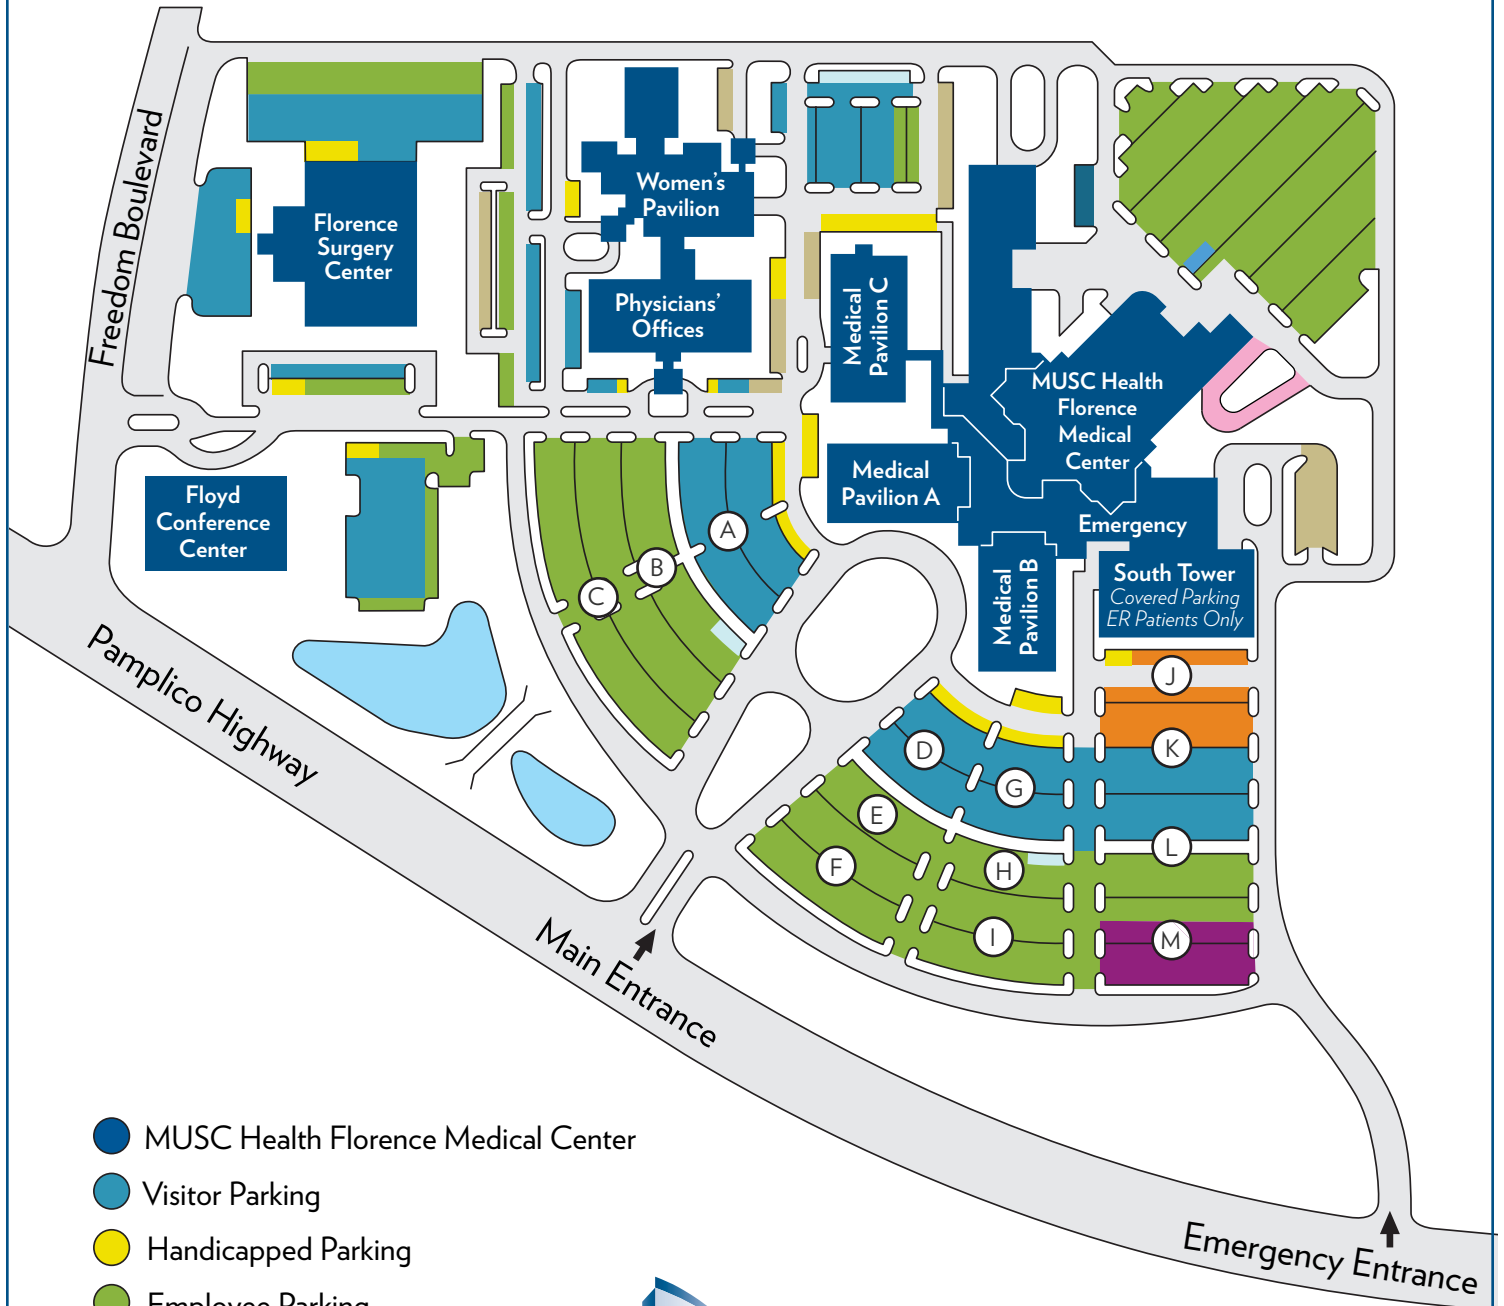 Freedom Boulevard
Women's
Pavilion
Florence
Surgery
Center
Physicians'
Offices
Medical
Pavilion C
MUSC Health
Florence
Medical
Center
Medical
Pavilion A
Floyd
Conference
Center
Emergency
A
B
C
Medical
Pavilion B
South Tower
Covered Parking
ER Patients Only
J
K
D
G
E
H
F
L
I
M
Pamplico Highway
Main Entrance
Emergency Entrance
MUSC Health Florence Medical Center
Visitor Parking
Handicapped Parking
Employee Parking